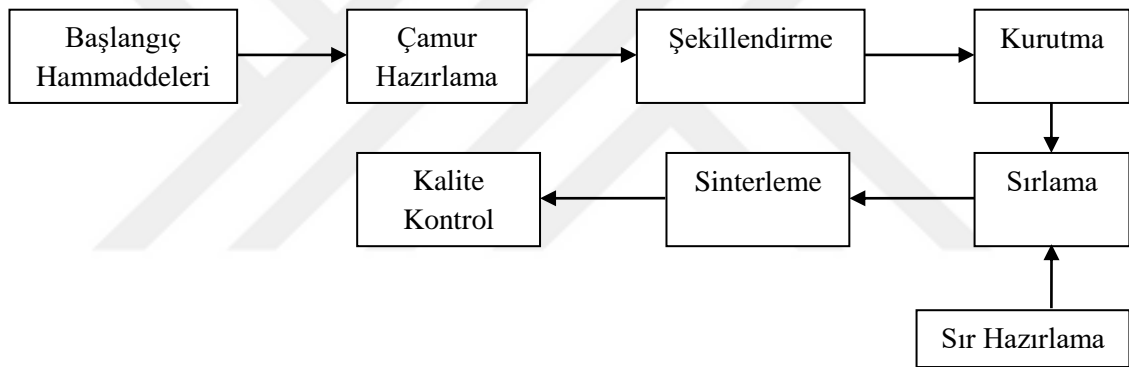 Başlangıç
Hammaddeleri
Çamur
Hazırlama
Şekillendirme
Kurutma
Sırlama
Sinterleme
Kalite
Kontrol
Sır Hazırlama